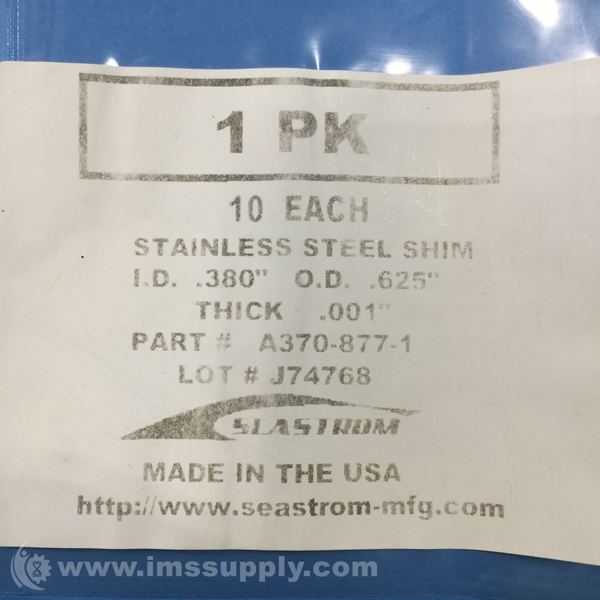 1 PK
10 EACH
STAINLESS STEEL SHIM
I.D. .380" O.D. .625"
THICK .001"
PART # A370-877-1
LOT # J74768
SEASTROM
MADE IN THE USA
http://www.seastrom-mfg.com
© www.imssupply.com